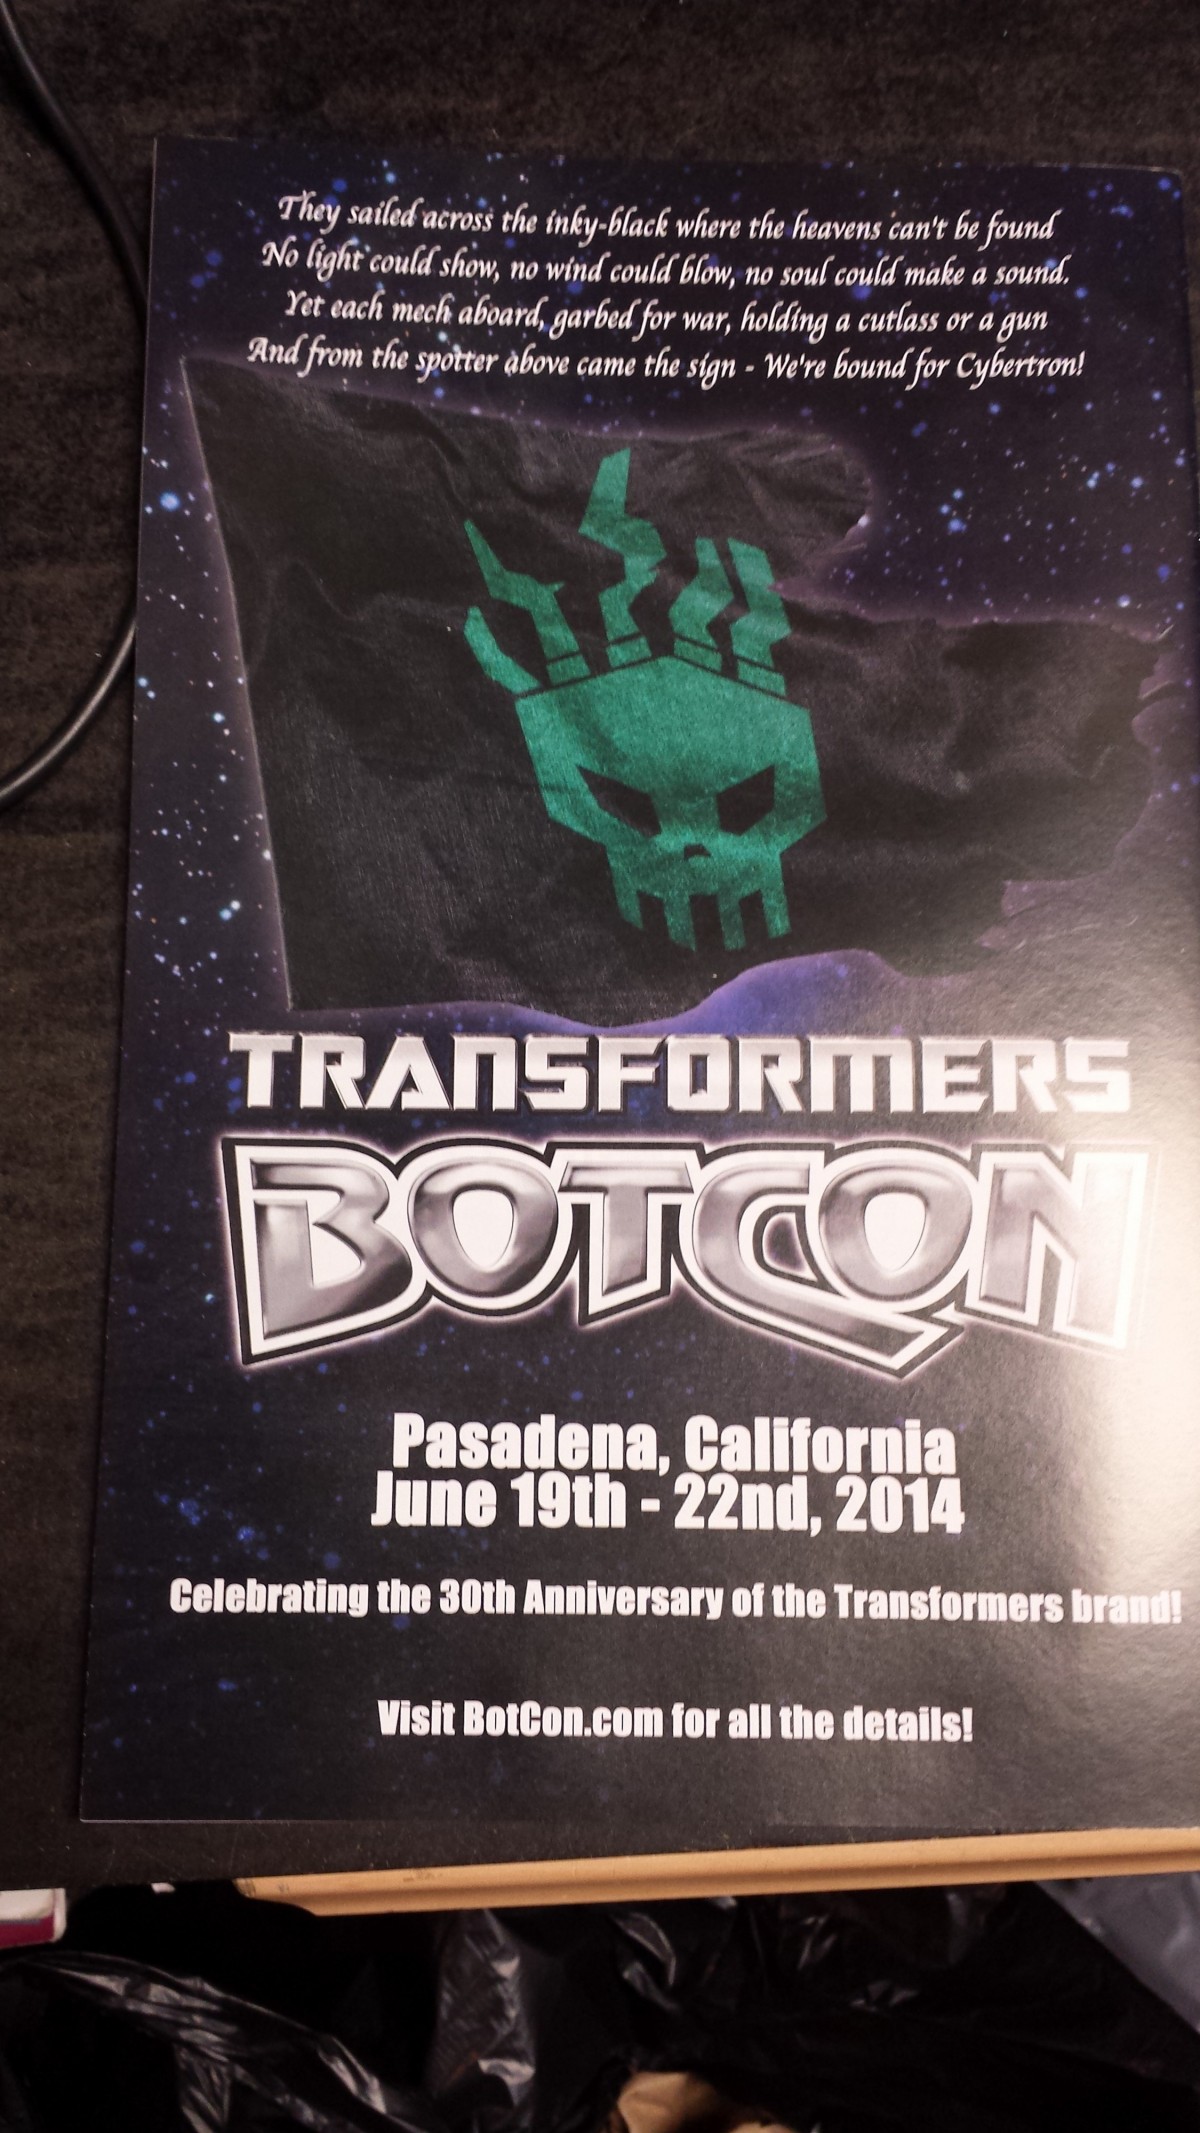 They sailed across the inky-black where the heavens can't be found
No light could show, no wind could blow, no soul could make a sound.
Yet each mech aboard, garbed for war, holding a cutlass or a gun
And from the spotter above came the sign - We're bound for Cybertron!
TRANSFORMERS
BOTCON
Pasadena, California
June 19th - 22nd, 2014
Celebrating the 30th Anniversary of the Transformers brand!
Visit BotCon.com for all the details!